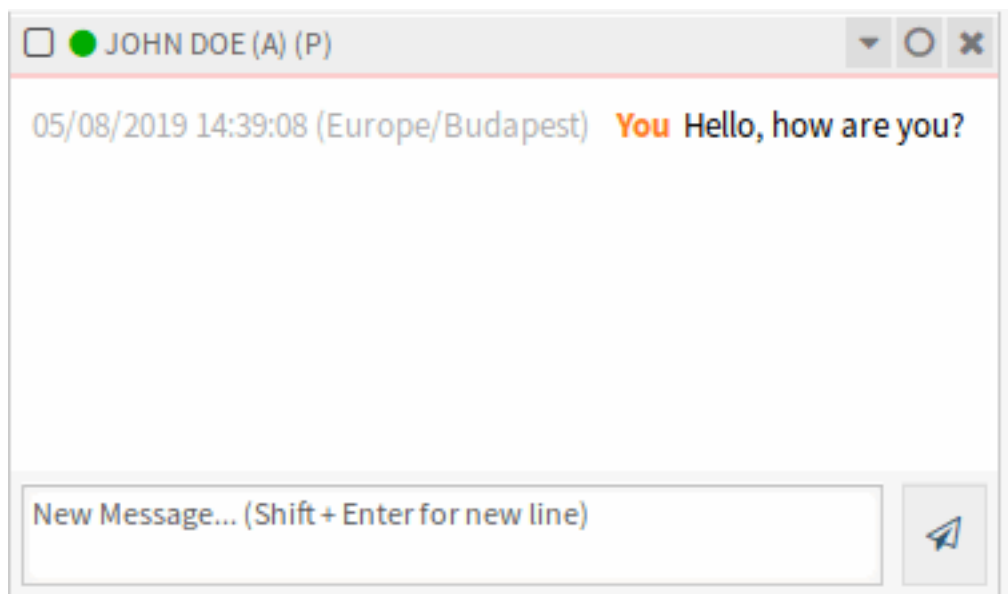 JOHN DOE (A) (P)
05/08/2019 14:39:08 (Europe/Budapest) You Hello, how are you?
New Message... (Shift + Enter for new line)